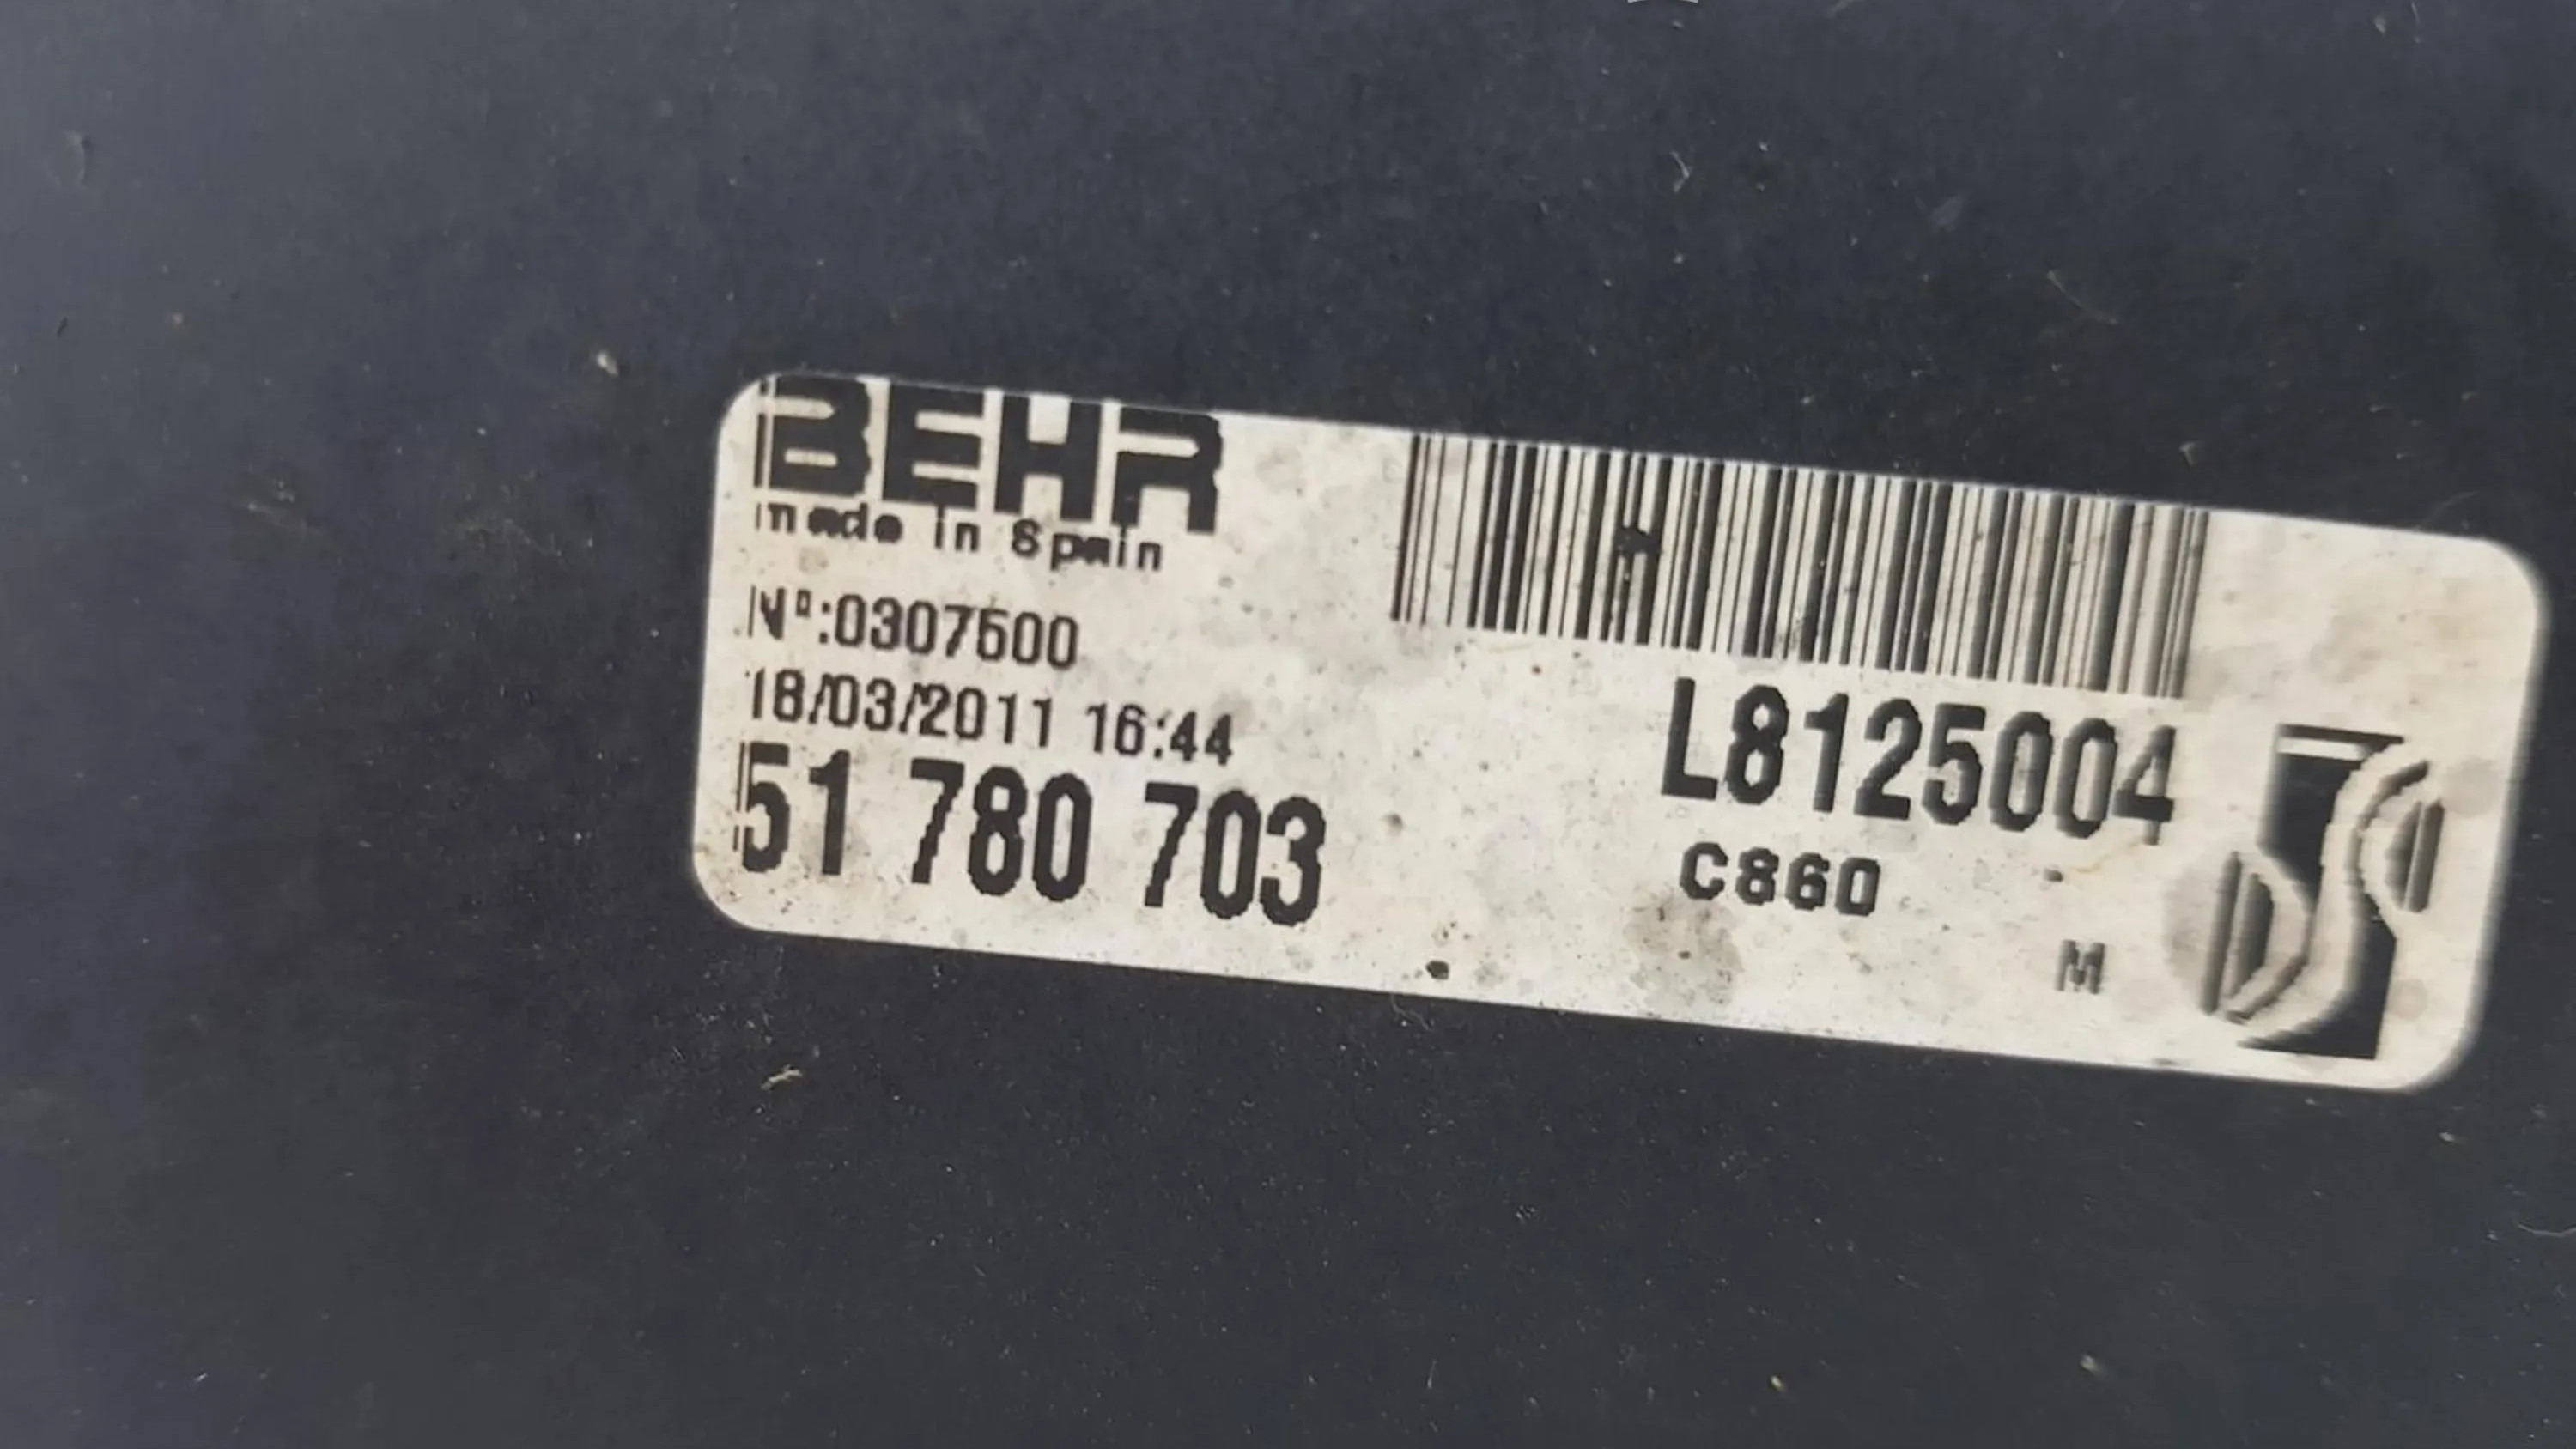 BEHR
made in Spain
Nº:0307500
18/03/2011 16:44
51 780 703
L8125004
C860
M